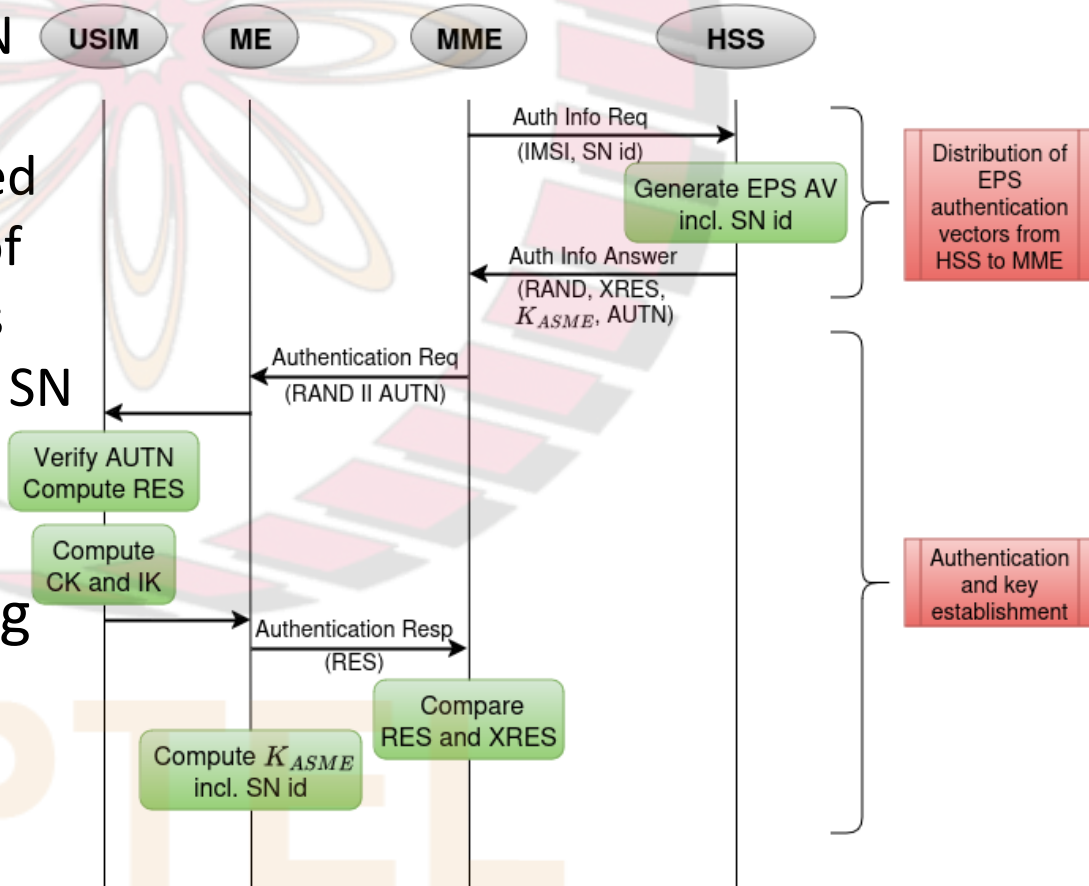 N
USIM
ME
MME
HSS
Auth Info Req
(IMSI, SN id)
Generate EPS AV
incl. SN id
Distribution of
EPS
authentication
vectors from
HSS to MME
ed
of
s
SN
Auth Info Answer
(RAND, XRES,
K_ASME, AUTN)
Authentication Req
(RAND II AUTN)
Verify AUTN
Compute RES
Compute
CK and IK
g
Authentication Resp
(RES)
Compare
RES and XRES
Compute K_ASME
incl. SN id
Authentication
and key
establishment
PTEL